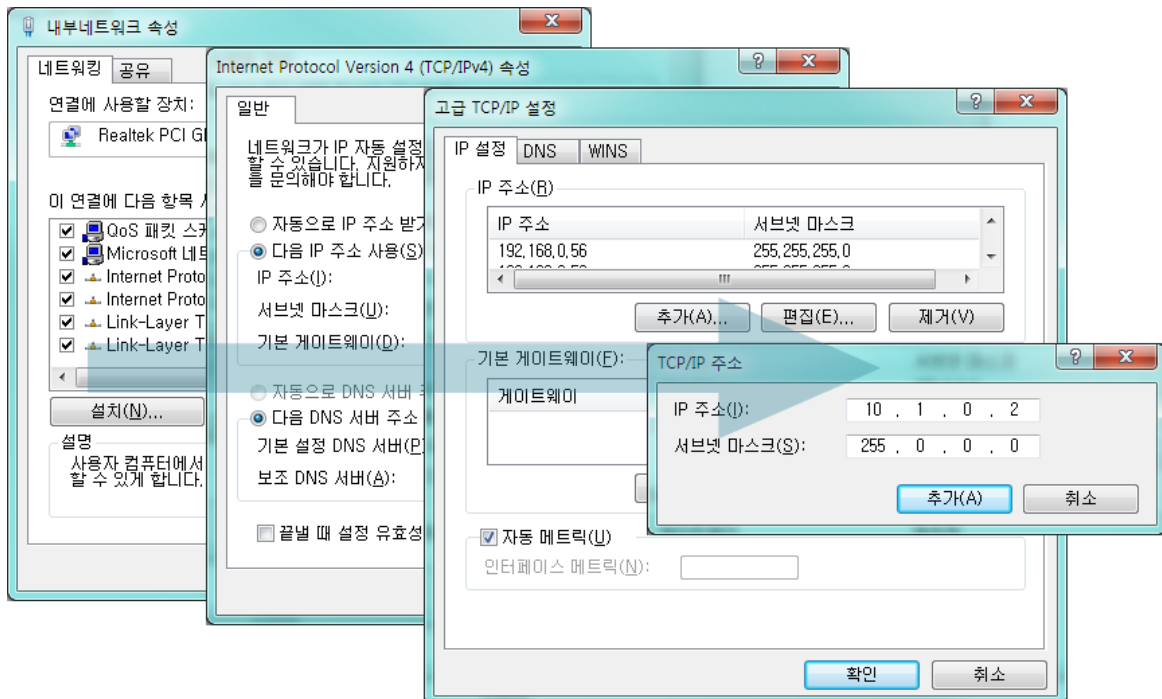 내부네트워크 속성
네트워킹
공유
연결에 사용할 장치:
Realtek PCI
이 연결에 다음 항목
QoS 패킷
Microsoft
Internet Proto
Internet Proto
Link-Layer T
Link-Layer T
설치(N)...
설명
사용자 컴퓨터에서
할 수 있게 합니다.
Internet Protocol Version 4 (TCP/IPv4) 속성
일반
네트워크가 IP 자동 설정
할 수 있습니다. 지원하지
를 문의해야 합니다.
자동으로 IP 주소 받기
다음 IP 주소 사용(S)
IP 주소(I):
서브넷 마스크(U):
기본 게이트웨이(D):
자동으로 DNS 서버
다음 DNS 서버 주소
기본 설정 DNS 서버(P)
보조 DNS 서버(A):
끝낼 때 설정 유효성
고급 TCP/IP 설정
IP 설정
DNS
WINS
IP 주소(R)
IP 주소 서브넷 마스크
192,168,0,56 255,255,255,0
추가(A)... 편집(E)... 제거(V)
기본 게이트웨이(F):
게이트웨이
자동 메트릭(U)
인터페이스 메트릭(N):
확인 취소
TCP/IP 주소
IP 주소(I): 10 . 1 . 0 . 2
서브넷 마스크(S): 255 . 0 . 0 . 0
추가(A) 취소